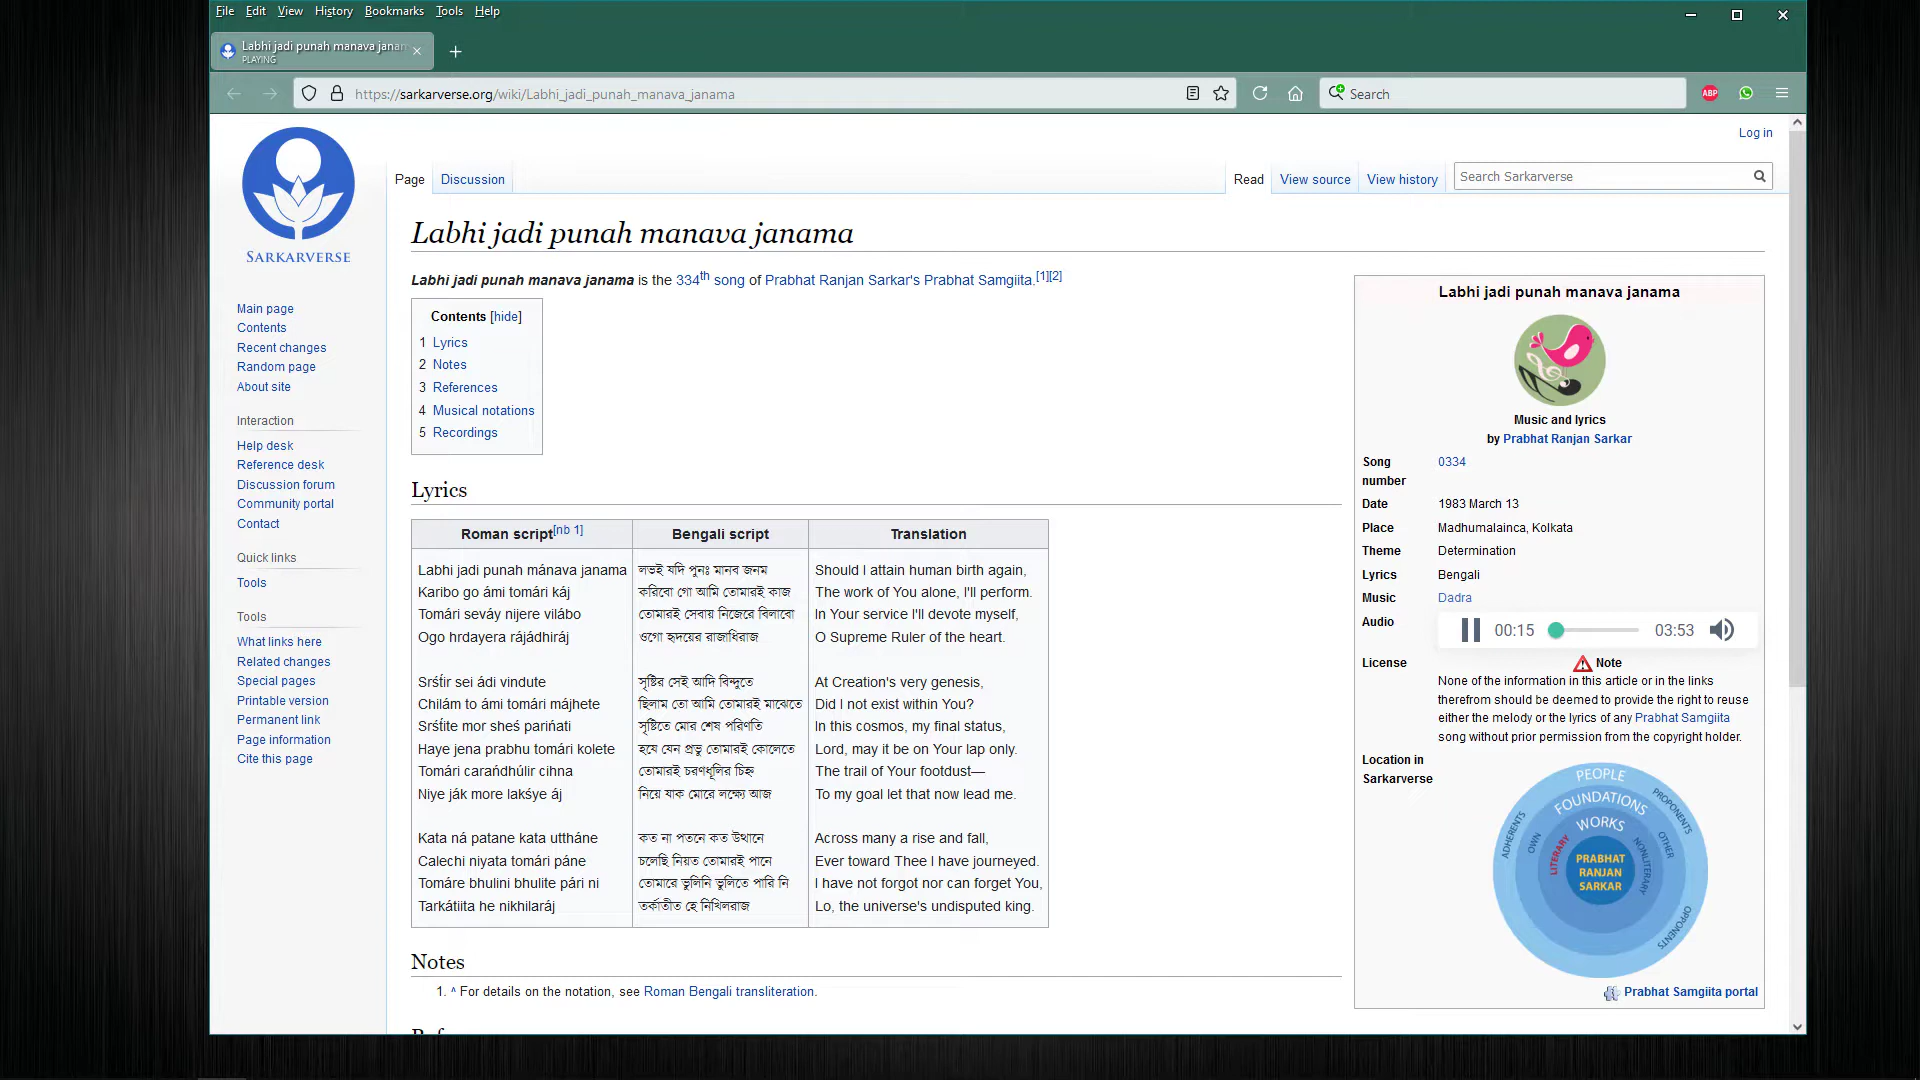 File Edit View History Bookmarks Tools Help
Labhi jadi punah manava janam
PLAYING
https://sarkarverse.org/wiki/Labhi_jadi_punah_manava_janama
Search
ABP
Log in
Page Discussion
Read View source View history
Search Sarkarverse
SARKARVERSE
Main page
Contents
Recent changes
Random page
About site
Interaction
Help desk
Reference desk
Discussion forum
Community portal
Contact
Quick links
Tools
Tools
What links here
Related changes
Special pages
Printable version
Permanent link
Page information
Cite this page
Labhi jadi punah manava janama
Labhi jadi punah manava janama is the 334th song of Prabhat Ranjan Sarkar's Prabhat Samgiita.[1][2]
Contents [hide]
1 Lyrics
2 Notes
3 References
4 Musical notations
5 Recordings
Lyrics
Roman script[nb 1] Bengali script Translation
Labhi jadi punah mánava janama লভই যদি পুনঃ মানব জনম Should I attain human birth again,
Karibo go ámi tomári káj করিবো গো আমি তোমারই কাজ The work of You alone, I'll perform.
Tomári seváy nijere vilábo তোমারই সেবায় নিজেরে বিলাবো In Your service I'll devote myself,
Ogo hrdayera rájádhiráj ওগো হৃদয়ের রাজাধিরাজ O Supreme Ruler of the heart.
Srśt́ir sei ádi vindute সৃষ্টির সেই আদি বিন্দুতে At Creation's very genesis,
Chilám to ámi tomári májhete ছিলাম তো আমি তোমারই মাঝেতে Did I not exist within You?
Srśt́ite mor sheś parińati সৃষ্টিতে মোর শেষ পরিণতি In this cosmos, my final status,
Haye jena prabhu tomári kolete হযে যেন প্রভু তোমারই কোলেতে Lord, may it be on Your lap only.
Tomári carańdhúlir cihna তোমারই চরণধূলির চিহ্ন The trail of Your footdust—
Niye ják more lakśye áj নিয়ে যাক মোরে লক্ষ্যে আজ To my goal let that now lead me.
Kata ná patane kata uttháne কত না পতনে কত উথানে Across many a rise and fall,
Calechi niyata tomári páne চলেছি নিয়ত তোমারই পানে Ever toward Thee I have journeyed.
Tomáre bhulini bhulite pári ni তোমারে ভুলিনি ভুলিতে পারি নি I have not forgot nor can forget You,
Tarkátiita he nikhilaráj তর্কাতীত হে নিখিলরাজ Lo, the universe's undisputed king.
Notes
1. ^ For details on the notation, see Roman Bengali transliteration.
Labhi jadi punah manava janama
Music and lyrics
by Prabhat Ranjan Sarkar
Song number 0334
Date 1983 March 13
Place Madhumalainca, Kolkata
Theme Determination
Lyrics Bengali
Music Dadra
Audio 00:15 03:53
License Note
None of the information in this article or in the links
therefrom should be deemed to provide the right to reuse
either the melody or the lyrics of any Prabhat Samgiita
song without prior permission from the copyright holder.
Location in
Sarkarverse
PEOPLE
FOUNDATIONS
WORKS
ADHERENTS
PROPONENTS
OWN
OTHER
LITERARY
NONLITERARY
OPPONENTS
PRABHAT
RANJAN
SARKAR
Prabhat Samgiita portal